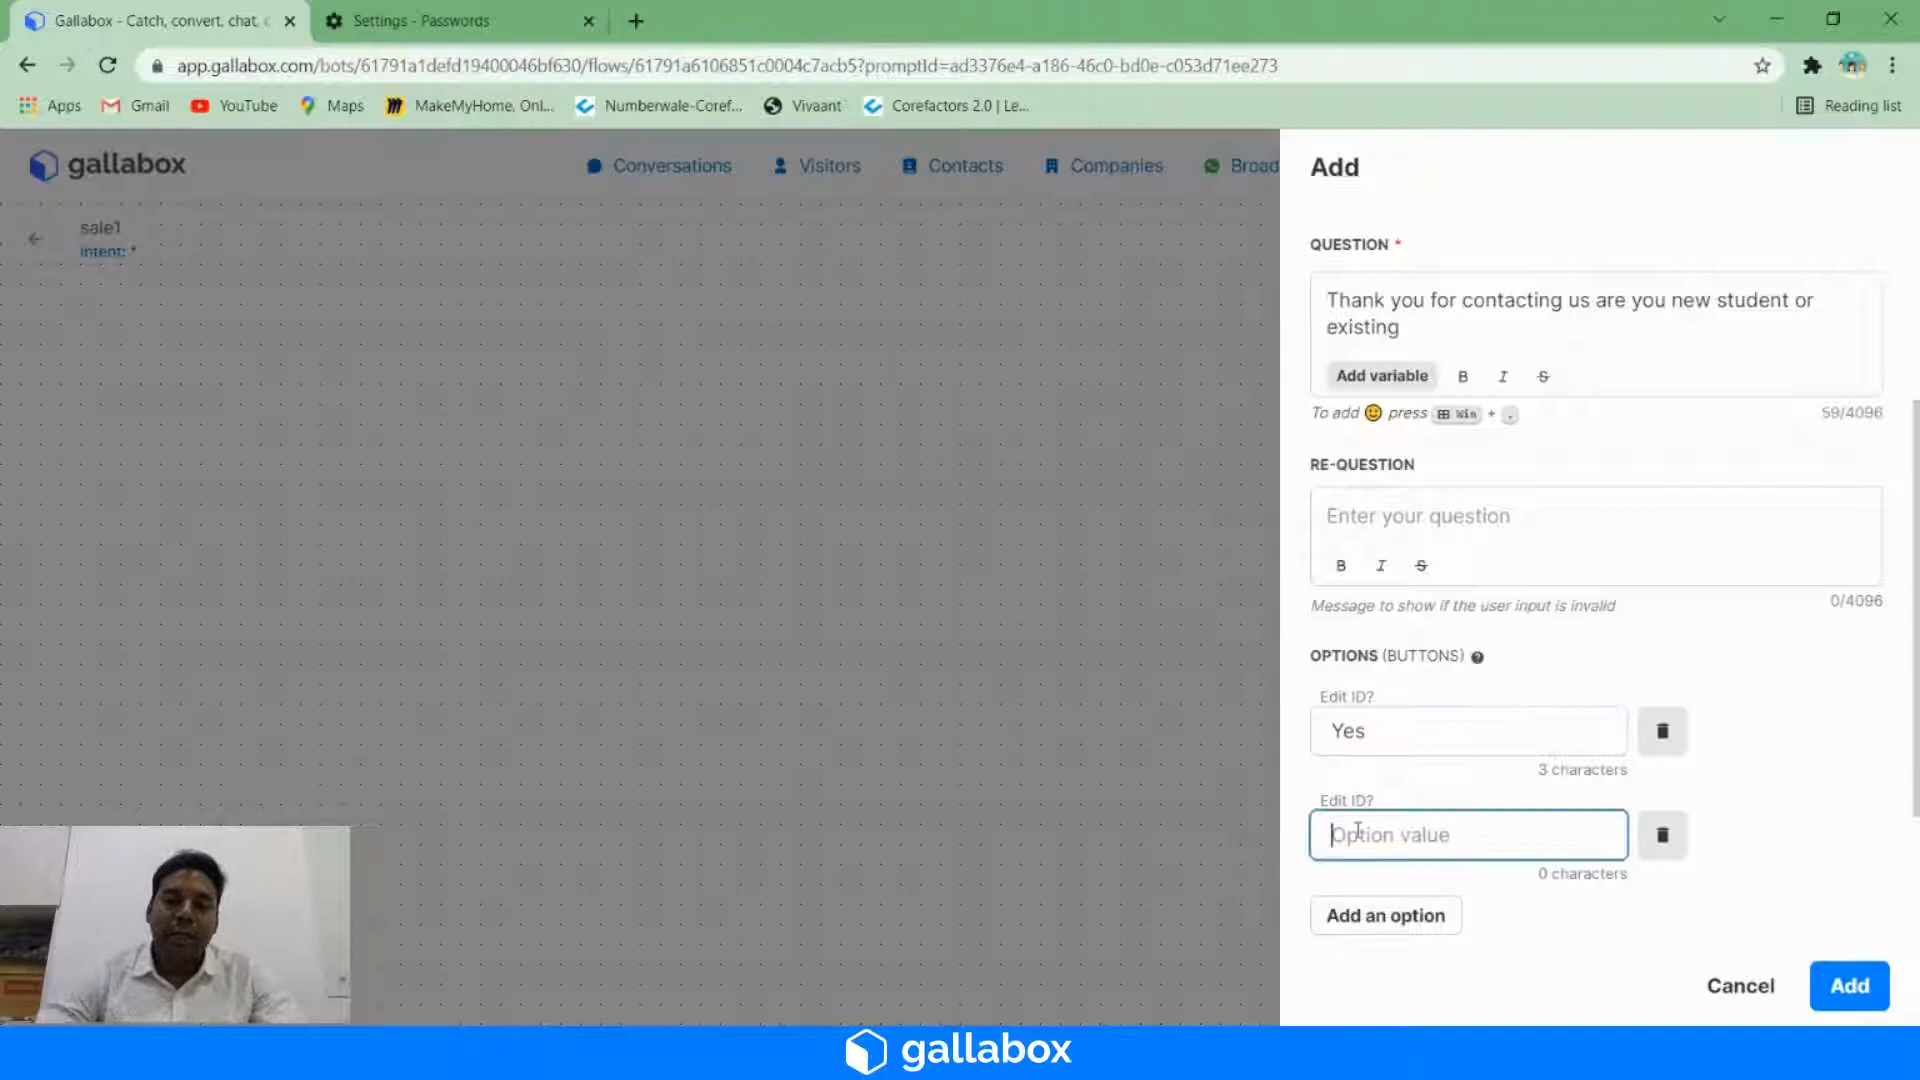 Gallabox - Catch, convert, chat, c
Settings - Passwords
app.gallabox.com/bots/61791a1defd19400046bf630/flows/61791a6106851c0004c7acb5?promptId=ad3376e4-a186-46c0-bd0e-c053d71ee273
Apps
Gmail
YouTube
Maps
MakeMyHome, Onl...
Numberwale-Coref...
Vivaant
Corefactors 2.0 | Le...
Reading list
gallabox
Conversations
Visitors
Contacts
Companies
Broad
sale1
Intent: *
Add
QUESTION *
Thank you for contacting us are you new student or
existing
Add variable B I S
To add 🙂 press Win + .
59/4096
RE-QUESTION
Enter your question
B I S
Message to show if the user input is invalid
0/4096
OPTIONS (BUTTONS) ?
Edit ID?
Yes
3 characters
Edit ID?
Option value
0 characters
Add an option
Cancel
Add
gallabox